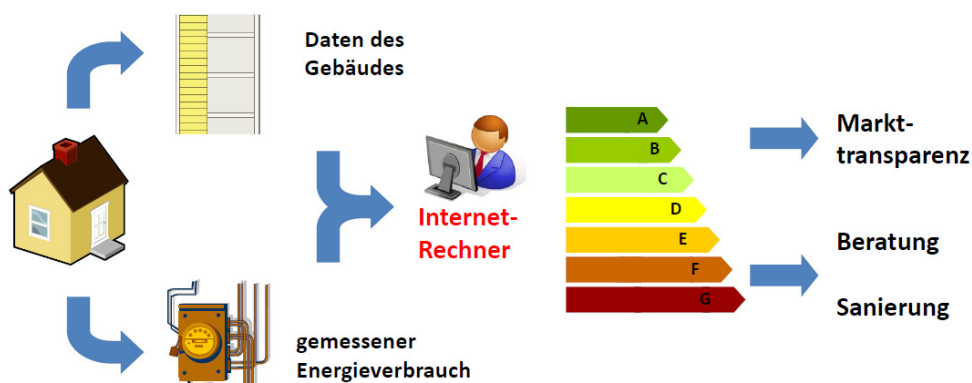 Daten des
Gebäudes
Internet-
Rechner
gemessener
Energieverbrauch
A
B
C
D
E
F
G
Markt-
transparenz
Beratung
Sanierung